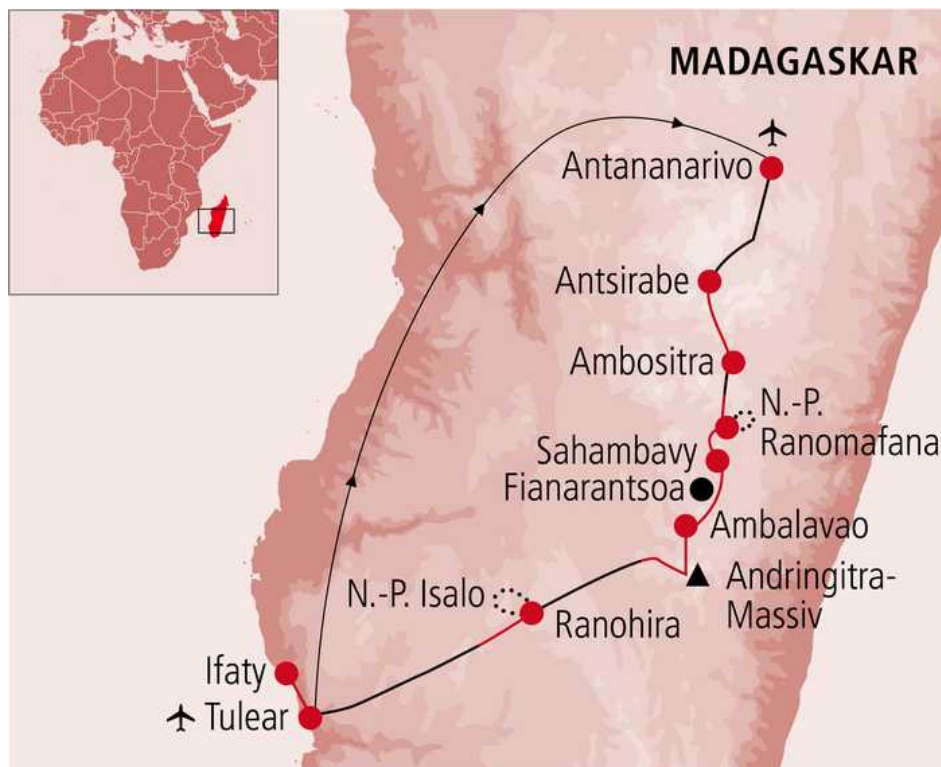 MADAGASKAR
Antananarivo
Antsirabe
Ambositra
N.-P.
Ranomafana
Sahambavy
Fianarantsoa
Ambalavao
Andringitra-
Massiv
N.-P. Isalo
Ranohira
Ifaty
Tulear